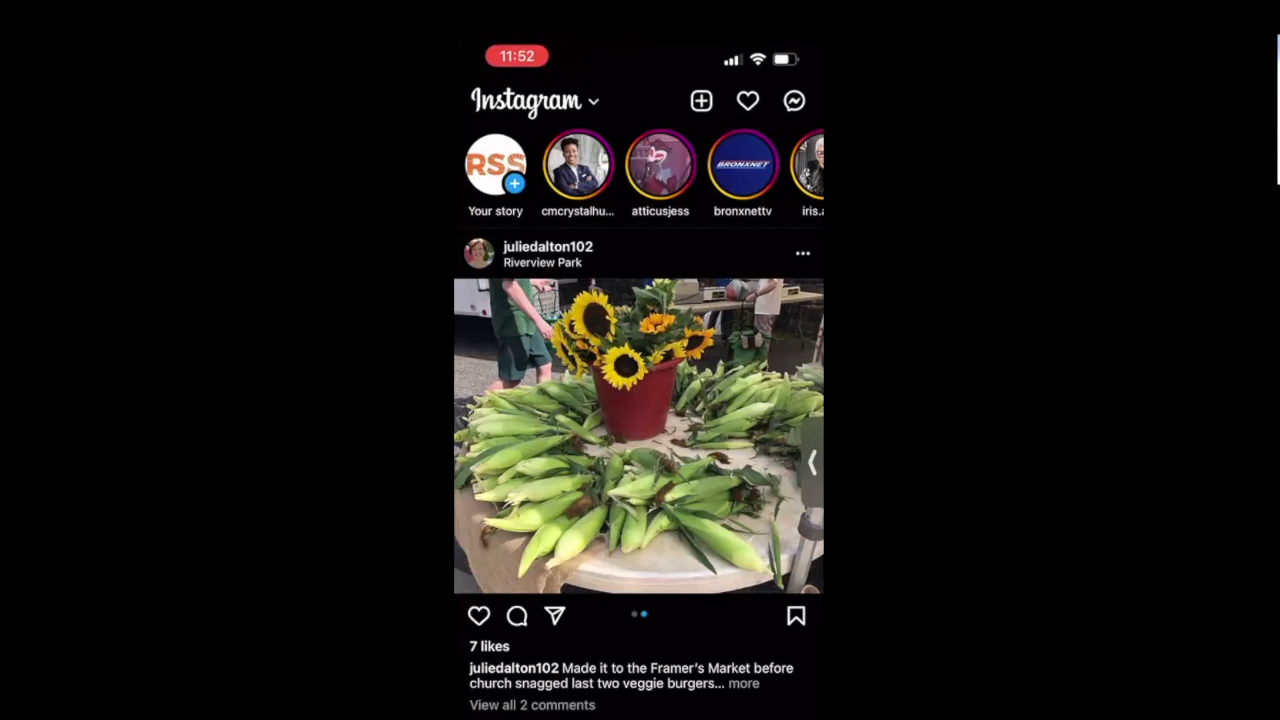 11:52
Instagram
RSS
BRONXNET
Your story
cmcrystalhu...
atticusjess
bronxnettv
iris.a
juliedalton102
Riverview Park
7 likes
juliedalton102 Made it to the Framer's Market before
church snagged last two veggie burgers... more
View all 2 comments